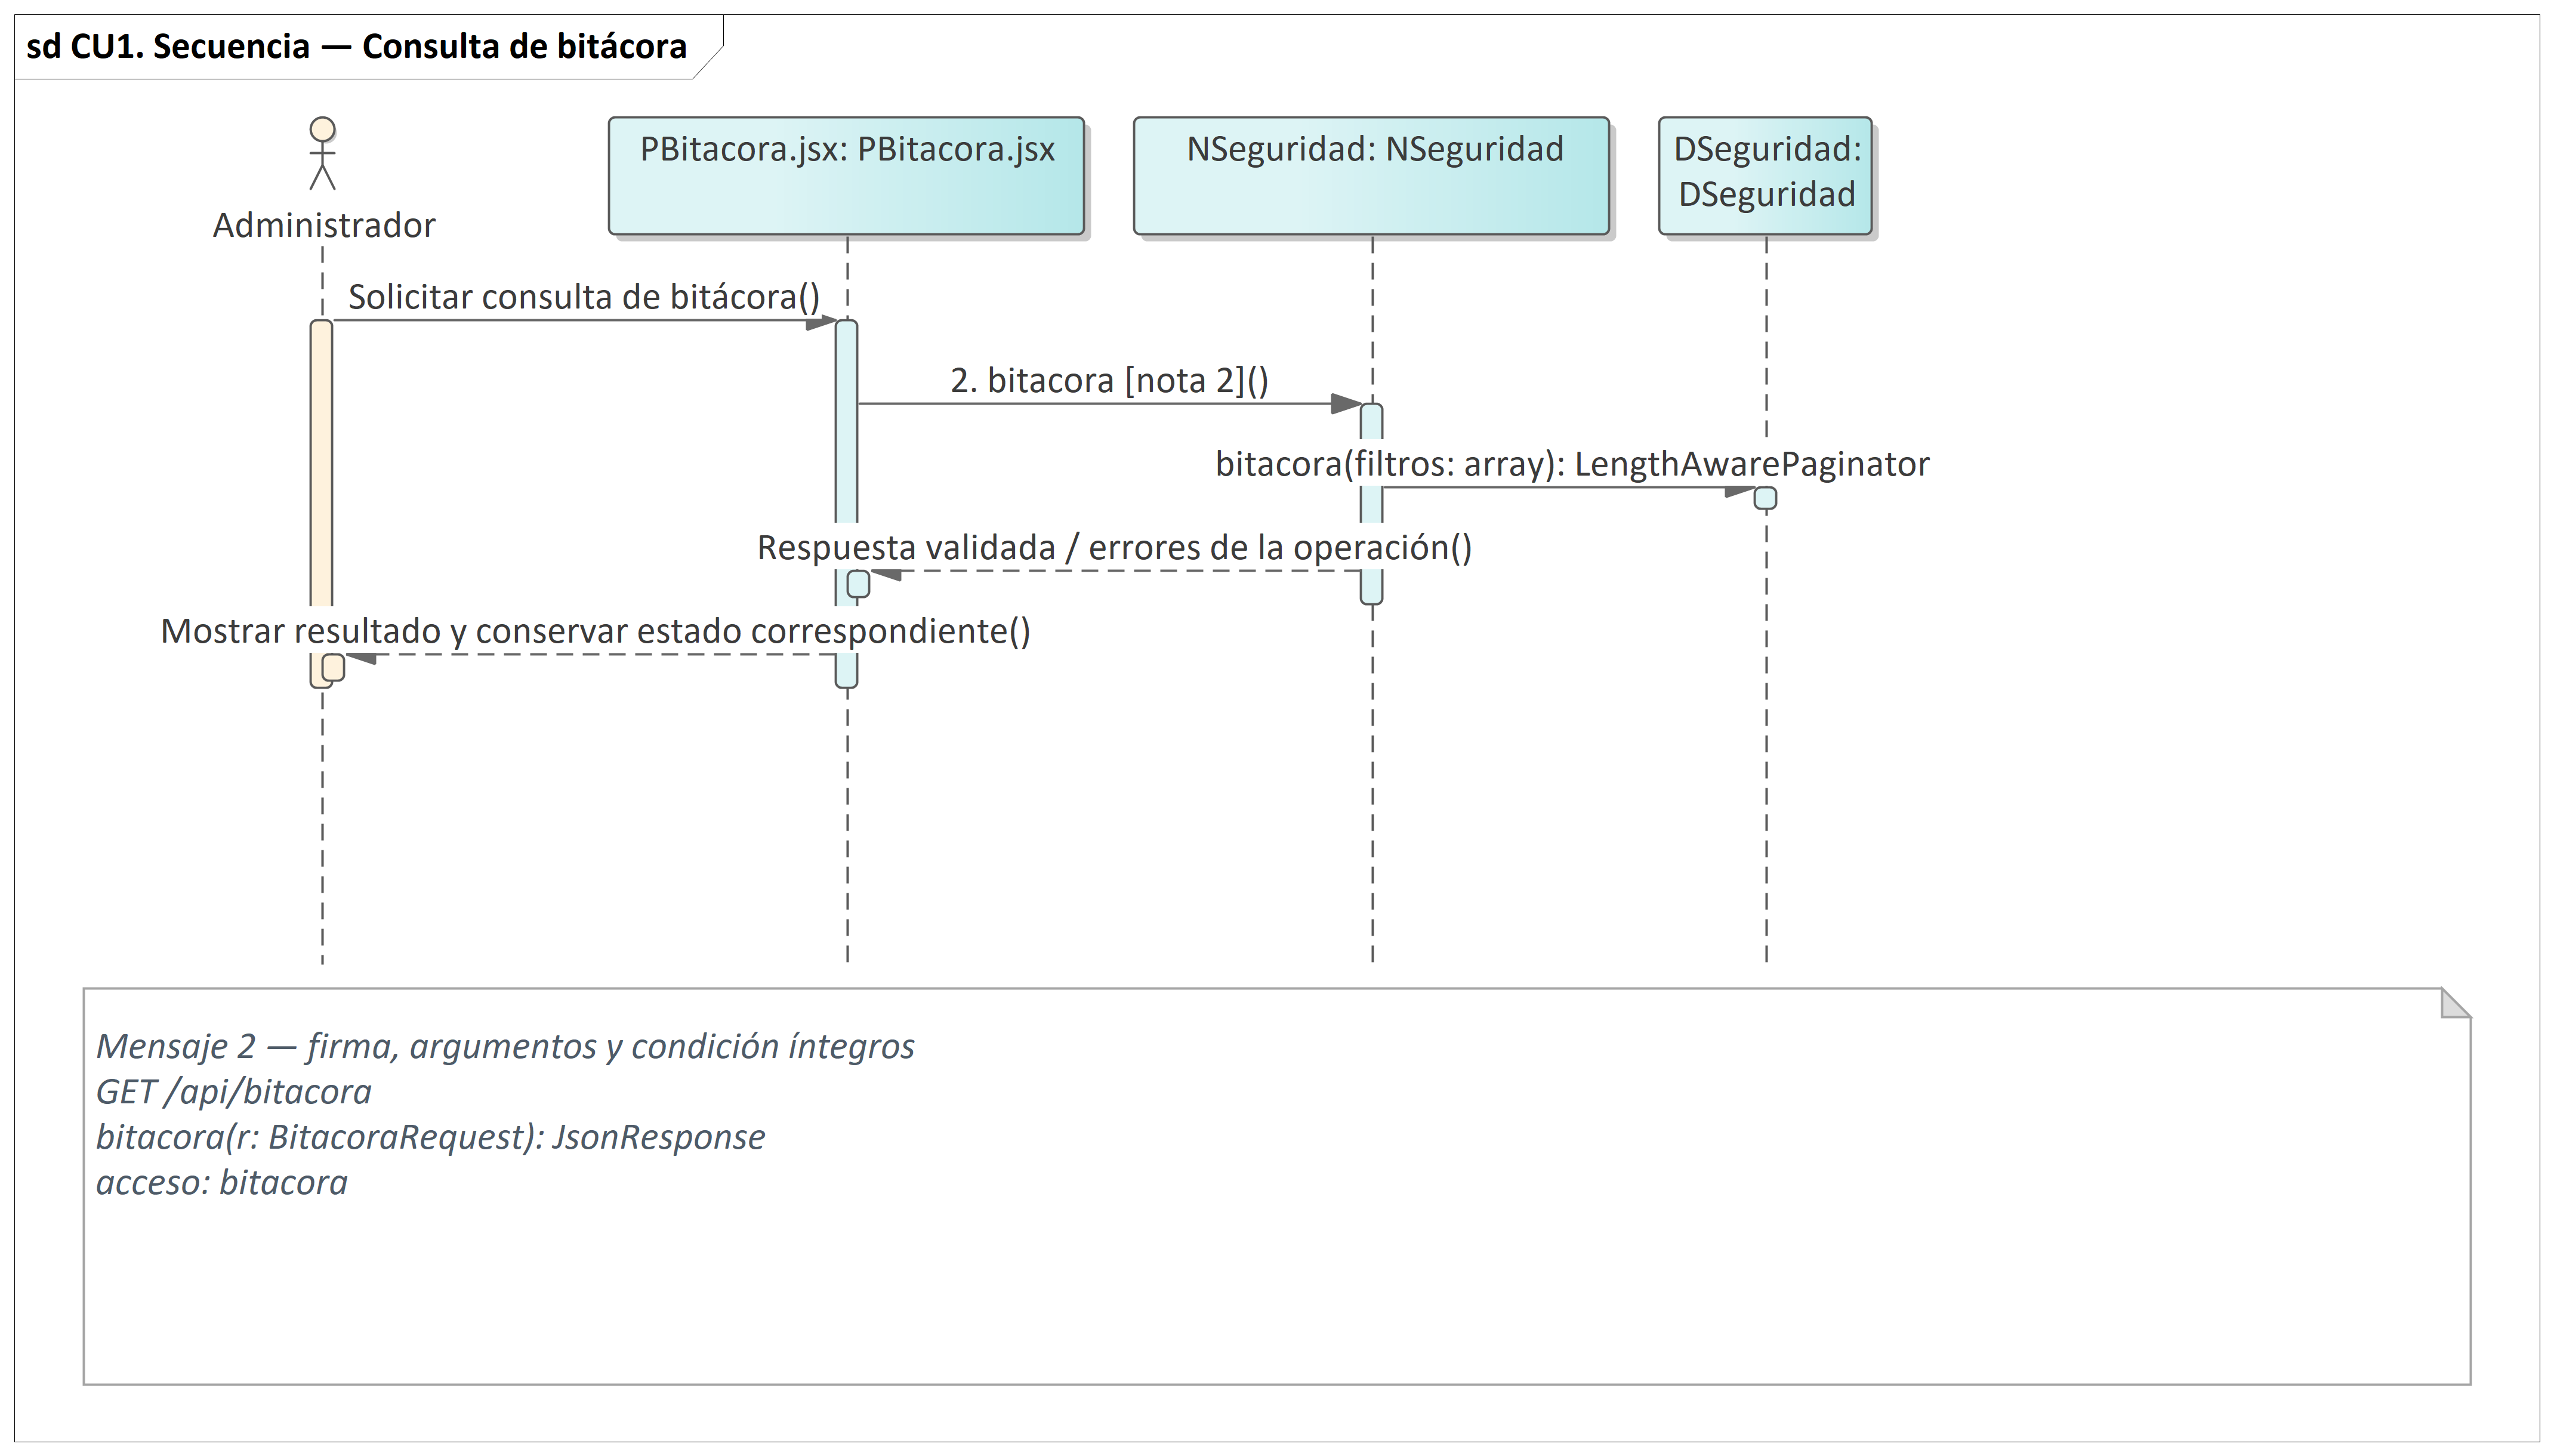 sd CU1. Secuencia — Consulta de bitácora
Administrador
PBitacora.jsx: PBitacora.jsx
NSeguridad: NSeguridad
DSeguridad:
DSeguridad
Solicitar consulta de bitácora()
2. bitacora [nota 2]()
bitacora(filtros: array): LengthAwarePaginator
Respuesta validada / errores de la operación()
Mostrar resultado y conservar estado correspondiente()
Mensaje 2 — firma, argumentos y condición íntegros
GET /api/bitacora
bitacora(r: BitacoraRequest): JsonResponse
acceso: bitacora